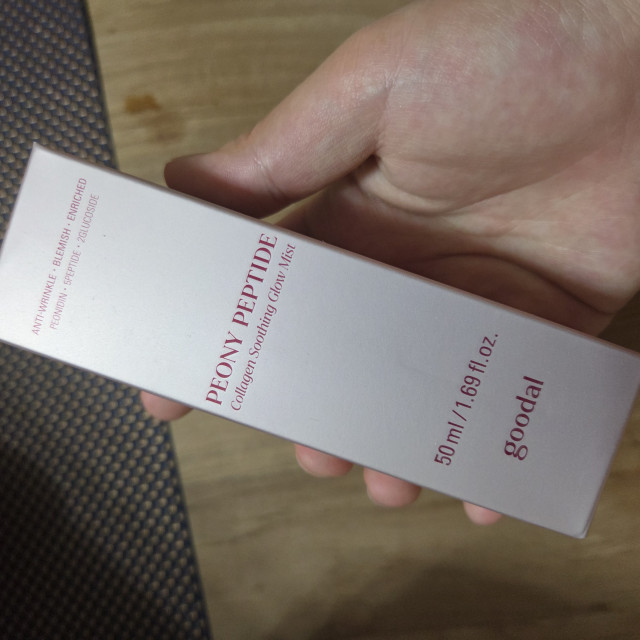 ANTI-WRINKLE • BLEMISH • ENRICHED
PEONIDIN • 5PEPTIDE • 2GLUCOSIDE
PEONY PEPTIDE
Collagen Soothing Glow Mist
50 ml / 1.69 fl.oz.
goodal